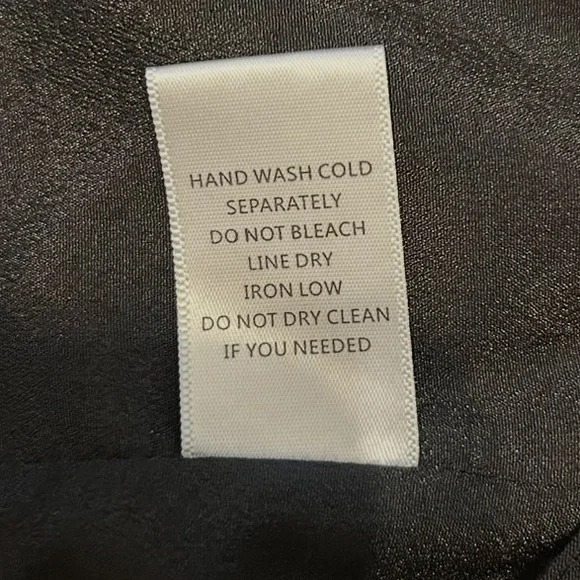 HAND WASH COLD
SEPARATELY
DO NOT BLEACH
LINE DRY
IRON LOW
DO NOT DRY CLEAN
IF YOU NEEDED